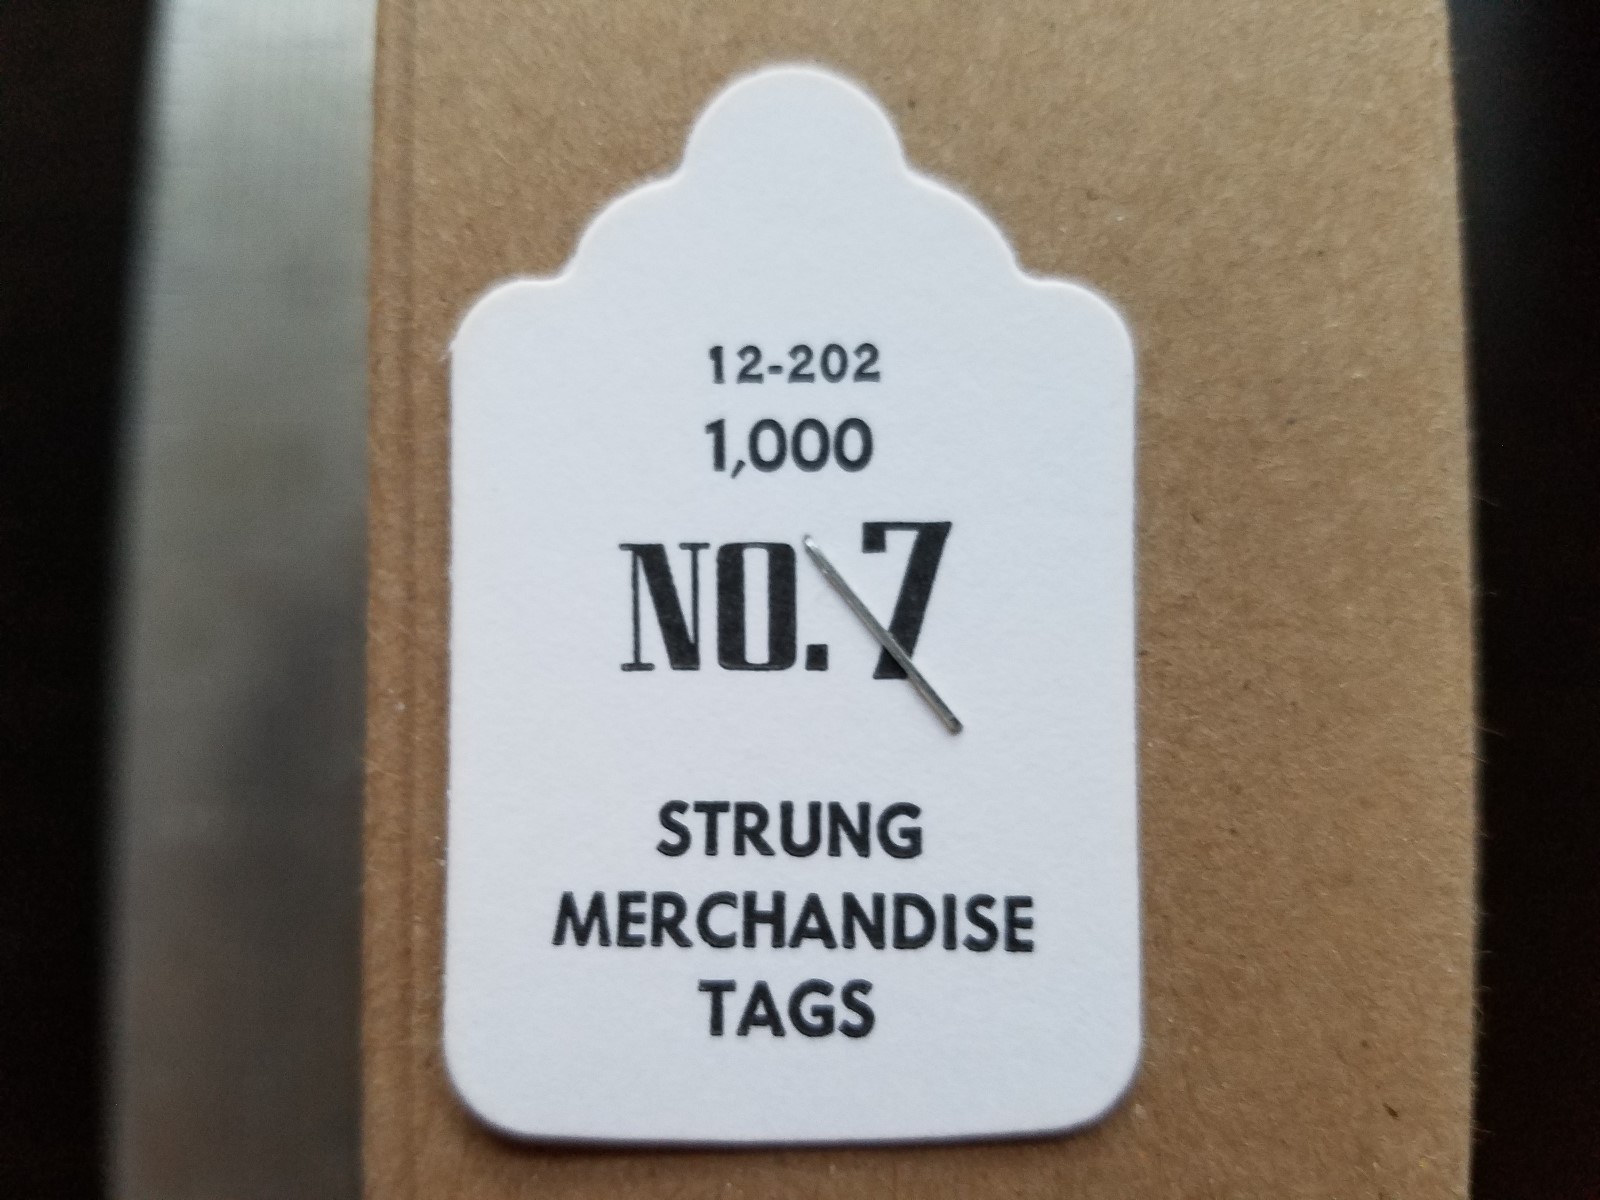 12-202
1,000
NO. 7
STRUNG
MERCHANDISE
TAGS